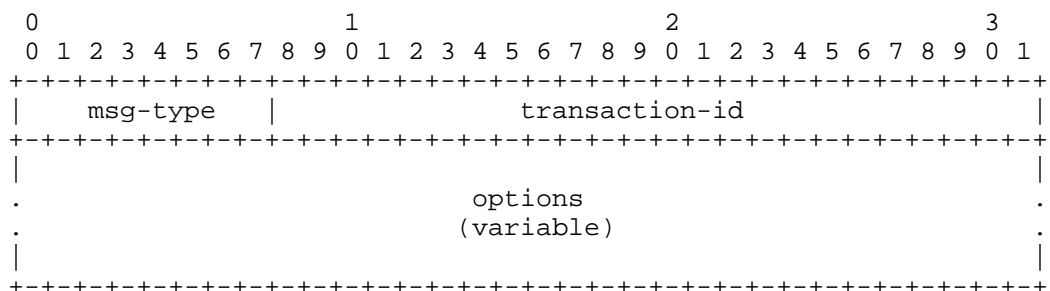 0                   1                   2                   3
 0 1 2 3 4 5 6 7 8 9 0 1 2 3 4 5 6 7 8 9 0 1 2 3 4 5 6 7 8 9 0 1
+-+-+-+-+-+-+-+-+-+-+-+-+-+-+-+-+-+-+-+-+-+-+-+-+-+-+-+-+-+-+-+-+
|    msg-type   |               transaction-id                  |
+-+-+-+-+-+-+-+-+-+-+-+-+-+-+-+-+-+-+-+-+-+-+-+-+-+-+-+-+-+-+-+-+
|                                                               |
.                            options                            .
.                           (variable)                          .
|                                                               |
+-+-+-+-+-+-+-+-+-+-+-+-+-+-+-+-+-+-+-+-+-+-+-+-+-+-+-+-+-+-+-+-+